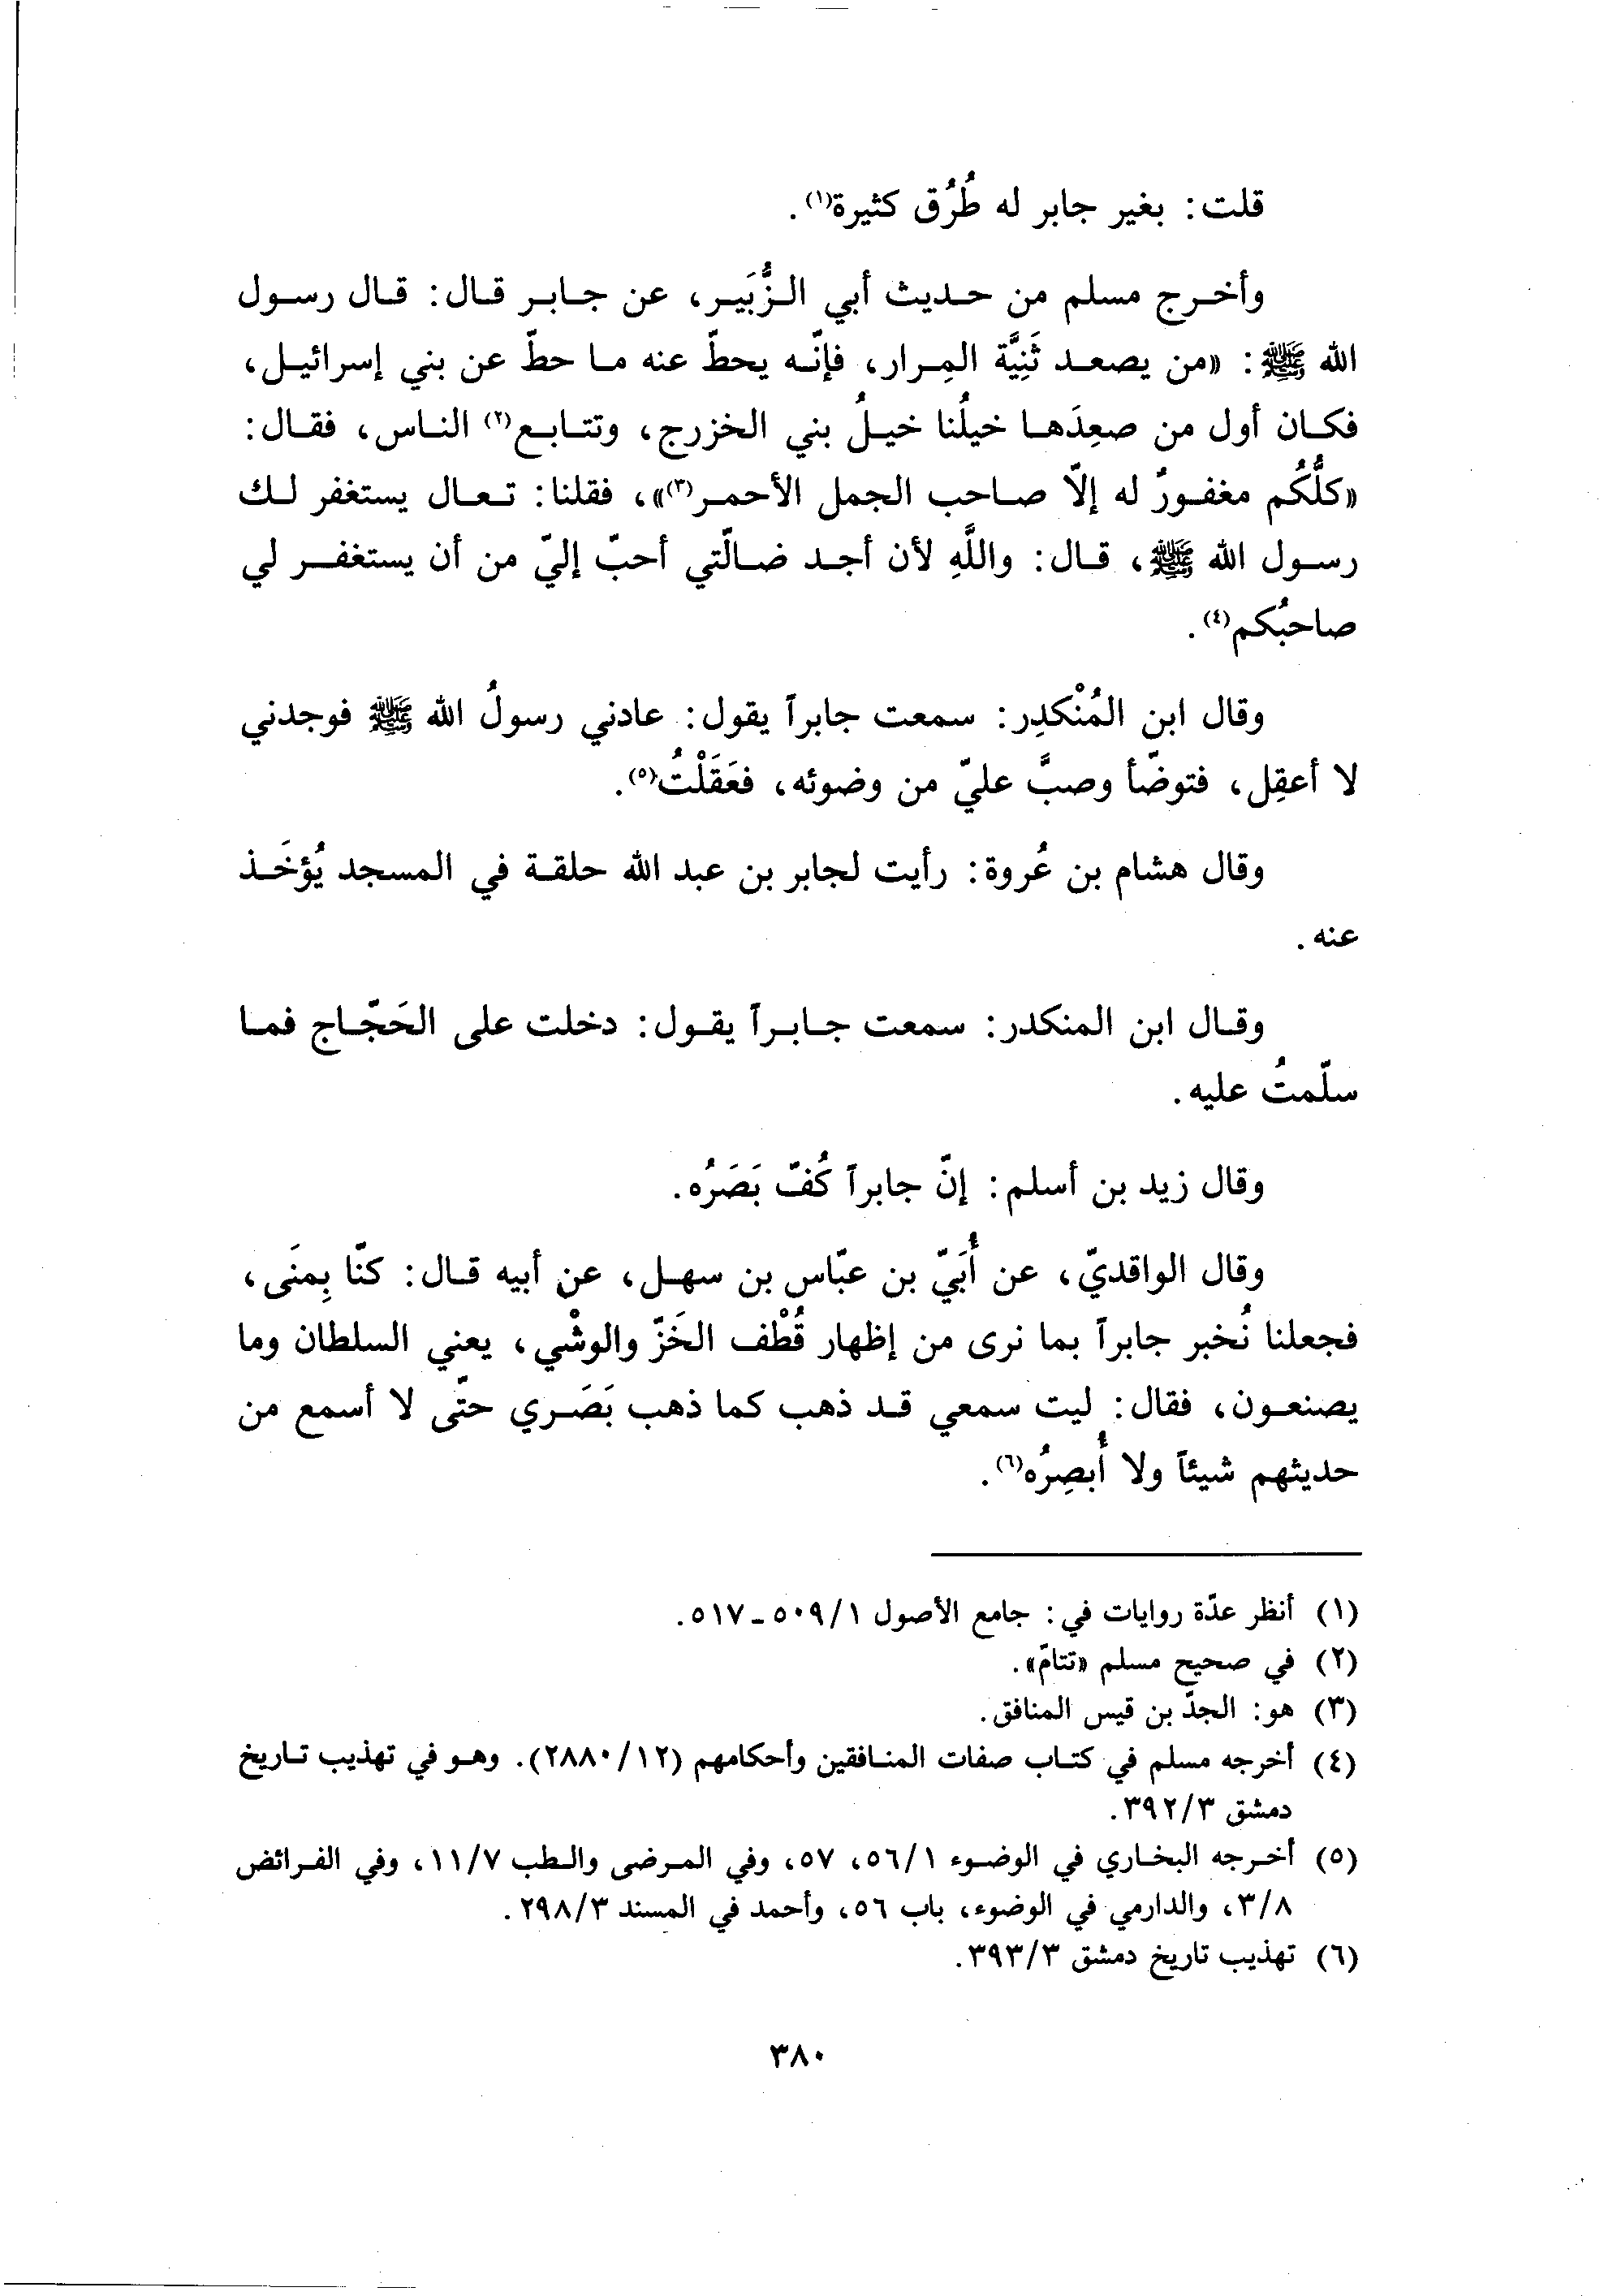 قلت: بغير جابر له طُرُق كثيرة(١).
وأخرج مسلم من حديث أبي الزُّبَير، عن جابر قال: قال رسول
الله ﷺ: «من يصعد ثَنِيَّة المِرار، فإنّه يحطّ عنه ما حطّ عن بني إسرائيل،
فكان أول من صعِدَها خيلُنا خيلُ بني الخزرج، وتتابع(٢) الناس، فقال:
«كلُّكُم مغفورٌ له إلّا صاحب الجمل الأحمر(٣)»، فقلنا: تعال يستغفر لك
رسول الله ﷺ، قال: واللَّهِ لأن أجد ضالّتي أحبّ إليّ من أن يستغفر لي
صاحبُكم(٤).
وقال ابن المُنْكدِر: سمعت جابراً يقول: عادني رسولُ الله ﷺ فوجدني
لا أعقِل، فتوضّأ وصبَّ عليّ من وضوئه، فعَقَلْتُ(٥).
وقال هشام بن عُروة: رأيت لجابر بن عبد الله حلقة في المسجد يُؤخَذ
عنه.
وقال ابن المنكدر: سمعت جابراً يقول: دخلت على الحَجّاج فما
سلّمتُ عليه.
وقال زيد بن أسلم: إنّ جابراً كُفّ بَصَرُه.
وقال الواقديّ، عن أُبَيّ بن عبّاس بن سهل، عن أبيه قال: كنّا بِمنَى،
فجعلنا نُخبر جابراً بما نرى من إظهار قُطْف الخَزّ والوشْي، يعني السلطان وما
يصنعون، فقال: ليت سمعي قد ذهب كما ذهب بَصَري حتّى لا أسمع من
حديثهم شيئاً ولا أُبصِرُه(٦).
(١) أنظر عدّة روايات في: جامع الأصول ١/ ٥٠٩ ـ ٥١٧.
(٢) في صحيح مسلم «تتامّ».
(٣) هو: الجدّ بن قيس المنافق.
(٤) أخرجه مسلم في كتاب صفات المنافقين وأحكامهم (١٢/ ٢٨٨٠). وهو في تهذيب تاريخ
دمشق ٣/ ٣٩٢.
(٥) أخرجه البخاري في الوضوء ١/ ٥٦، ٥٧، وفي المرضى والطب ٧/ ١١، وفي الفرائض
٨/ ٣، والدارمي في الوضوء، باب ٥٦، وأحمد في المسند ٣/ ٢٩٨.
(٦) تهذيب تاريخ دمشق ٣/ ٣٩٣.
٣٨٠